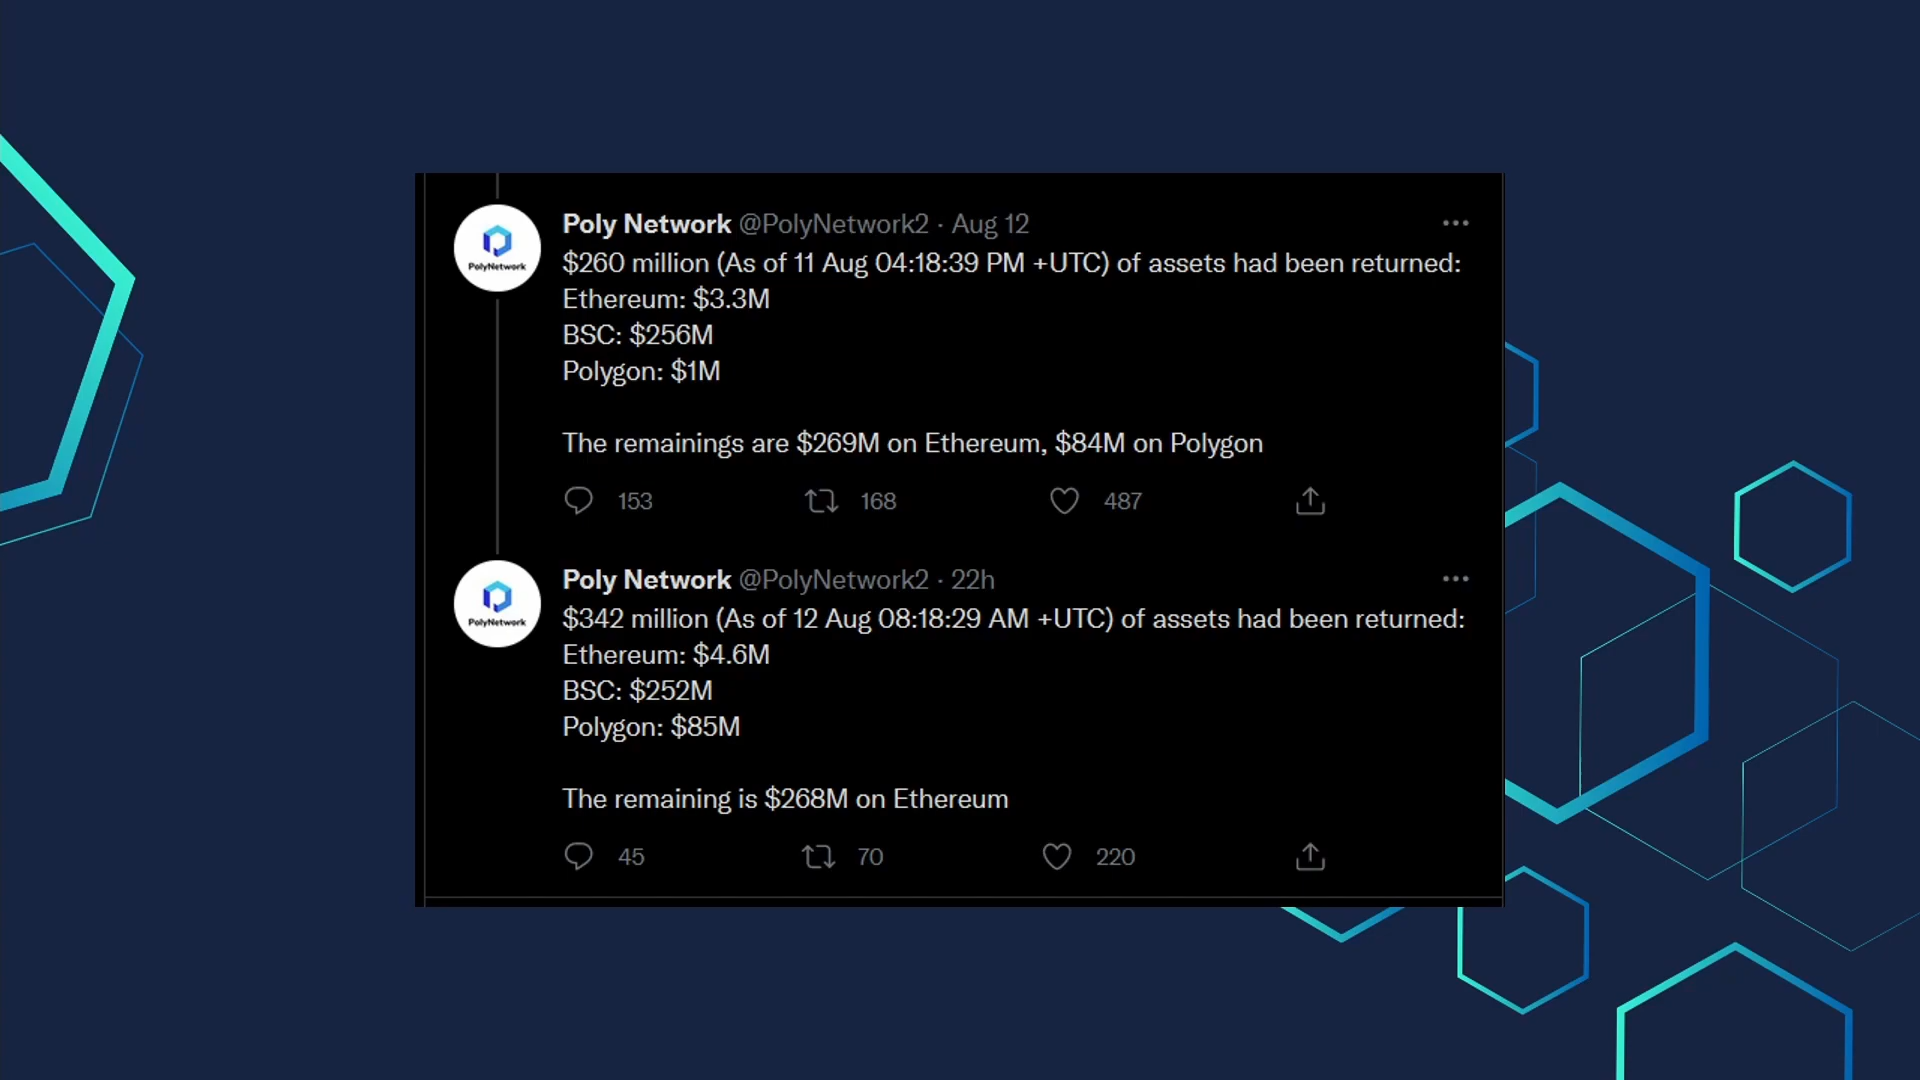 Poly Network @PolyNetwork2 · Aug 12
$260 million (As of 11 Aug 04:18:39 PM +UTC) of assets had been returned:
Ethereum: $3.3M
BSC: $256M
Polygon: $1M
The remainings are $269M on Ethereum, $84M on Polygon
153 168 487
PolyNetwork
Poly Network @PolyNetwork2 · 22h
$342 million (As of 12 Aug 08:18:29 AM +UTC) of assets had been returned:
Ethereum: $4.6M
BSC: $252M
Polygon: $85M
The remaining is $268M on Ethereum
45 70 220
PolyNetwork